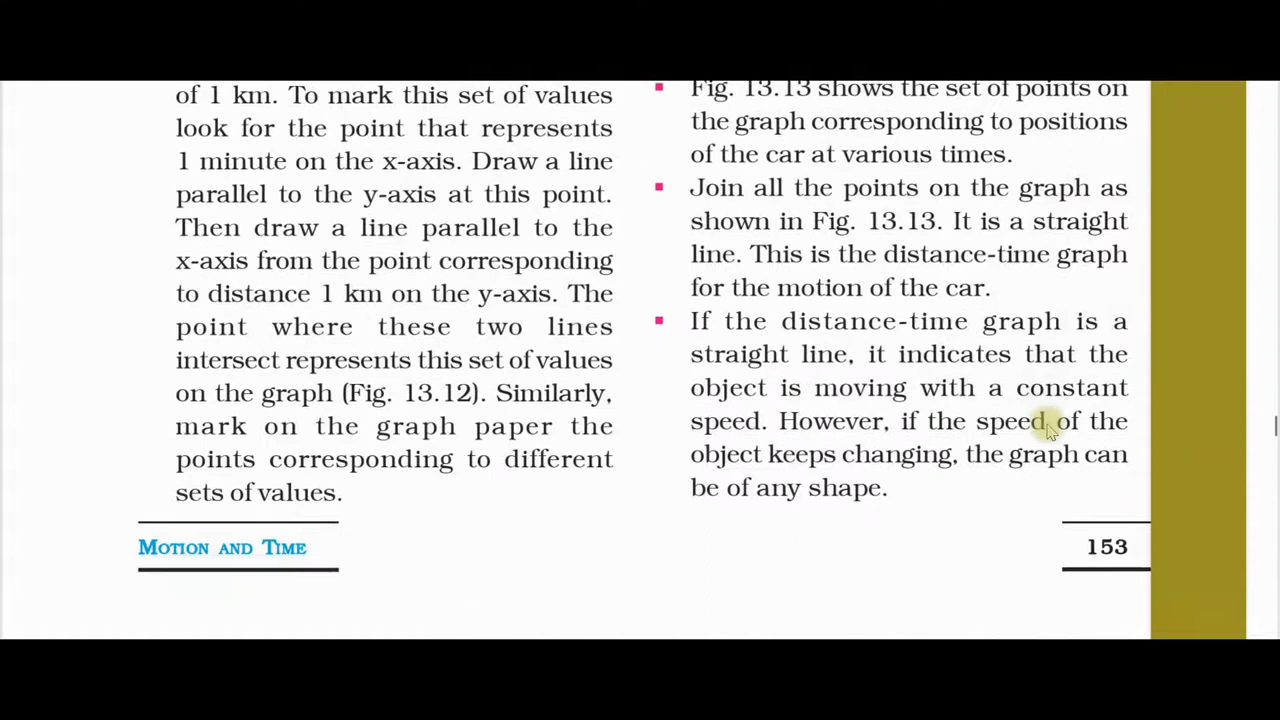 of 1 km. To mark this set of values
look for the point that represents
1 minute on the x-axis. Draw a line
parallel to the y-axis at this point.
Then draw a line parallel to the
x-axis from the point corresponding
to distance 1 km on the y-axis. The
point where these two lines
intersect represents this set of values
on the graph (Fig. 13.12). Similarly,
mark on the graph paper the
points corresponding to different
sets of values.
▪ Fig. 13.13 shows the set of points on
the graph corresponding to positions
of the car at various times.
▪ Join all the points on the graph as
shown in Fig. 13.13. It is a straight
line. This is the distance-time graph
for the motion of the car.
▪ If the distance-time graph is a
straight line, it indicates that the
object is moving with a constant
speed. However, if the speed of the
object keeps changing, the graph can
be of any shape.
MOTION AND TIME
153